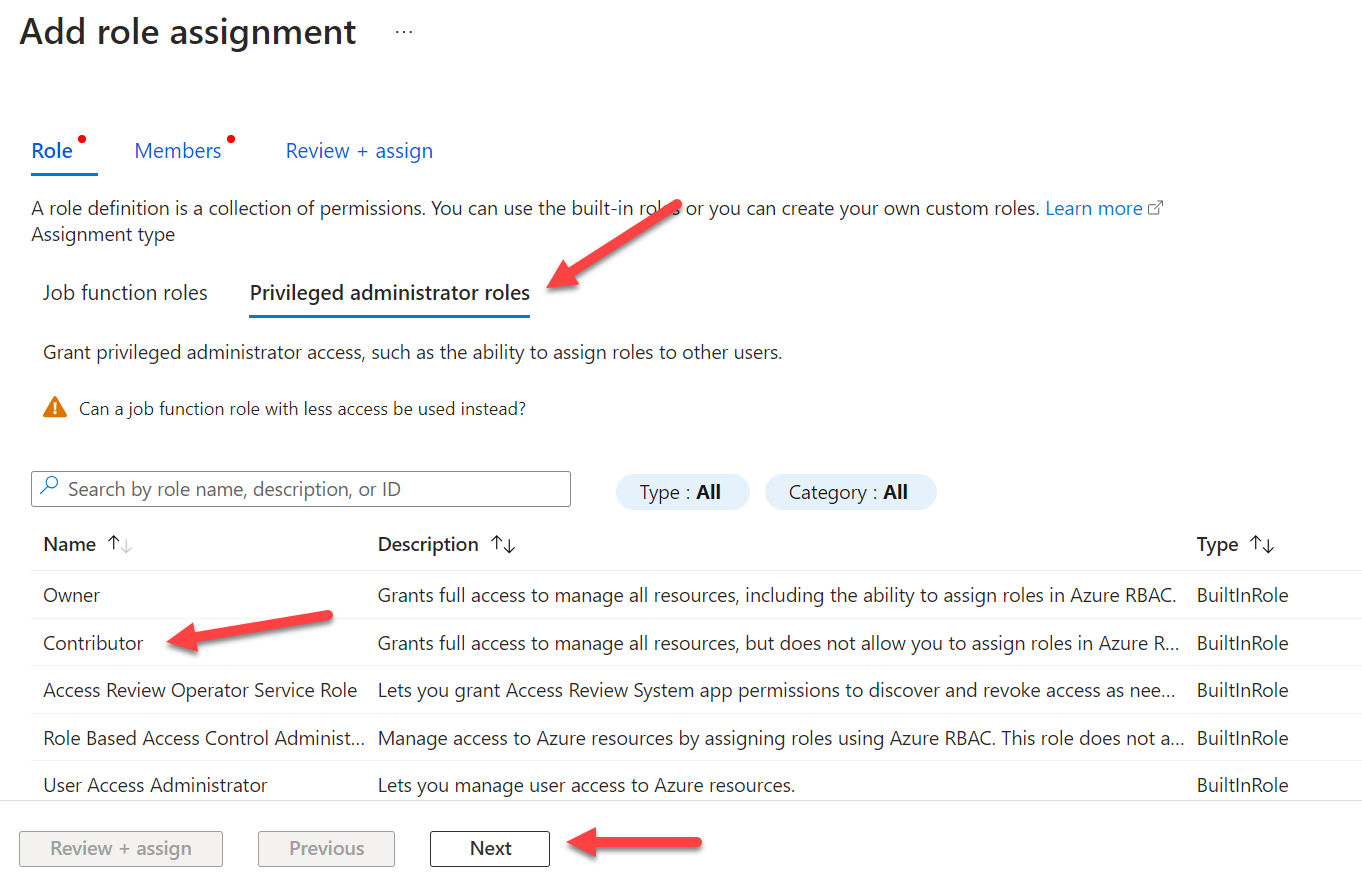 Add role assignment ...
Role Members Review + assign
A role definition is a collection of permissions. You can use the built-in roles or you can create your own custom roles. Learn more
Assignment type
Job function roles Privileged administrator roles
Grant privileged administrator access, such as the ability to assign roles to other users.
Can a job function role with less access be used instead?
Search by role name, description, or ID Type : All Category : All
Name ↑↓ Description ↑↓ Type ↑↓
Owner Grants full access to manage all resources, including the ability to assign roles in Azure RBAC. BuiltInRole
Contributor Grants full access to manage all resources, but does not allow you to assign roles in Azure R... BuiltInRole
Access Review Operator Service Role Lets you grant Access Review System app permissions to discover and revoke access as nee... BuiltInRole
Role Based Access Control Administ... Manage access to Azure resources by assigning roles using Azure RBAC. This role does not a... BuiltInRole
User Access Administrator Lets you manage user access to Azure resources. BuiltInRole
Review + assign Previous Next